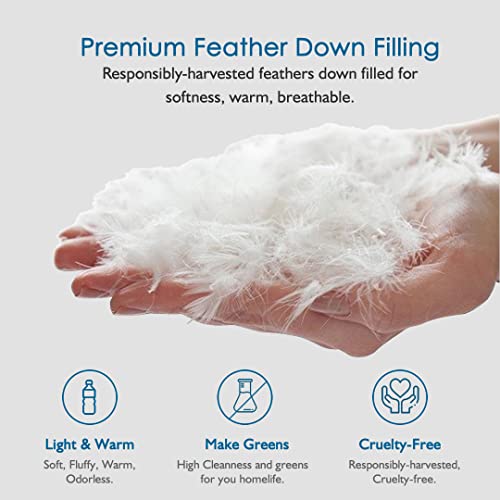 Premium Feather Down Filling
Responsibly-harvested feathers down filled for
softness, warm, breathable.
Light & Warm
Soft, Fluffy, Warm,
Odorless.
Make Greens
High Cleanness and greens
for you homelife.
Cruelty-Free
Responsibly-harvested,
Cruelty-free.